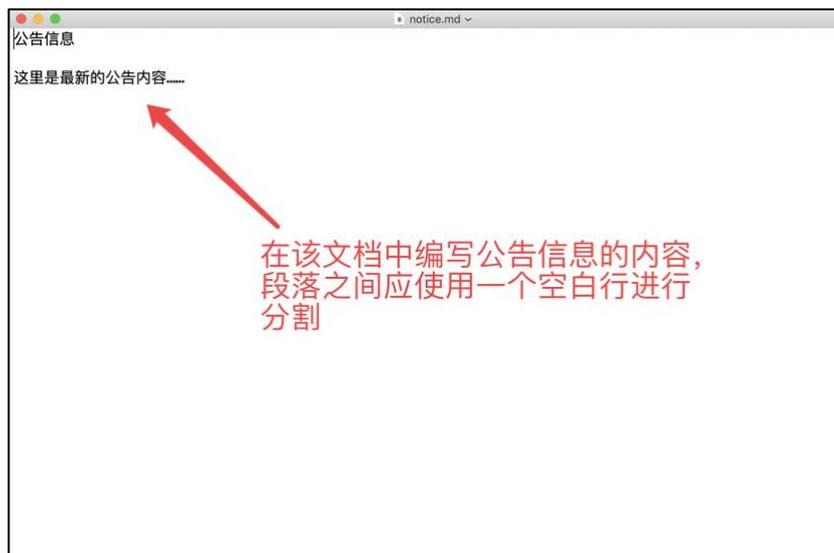 notice.md
公告信息
这里是最新的公告内容......
在该文档中编写公告信息的内容，
段落之间应使用一个空白行进行
分割